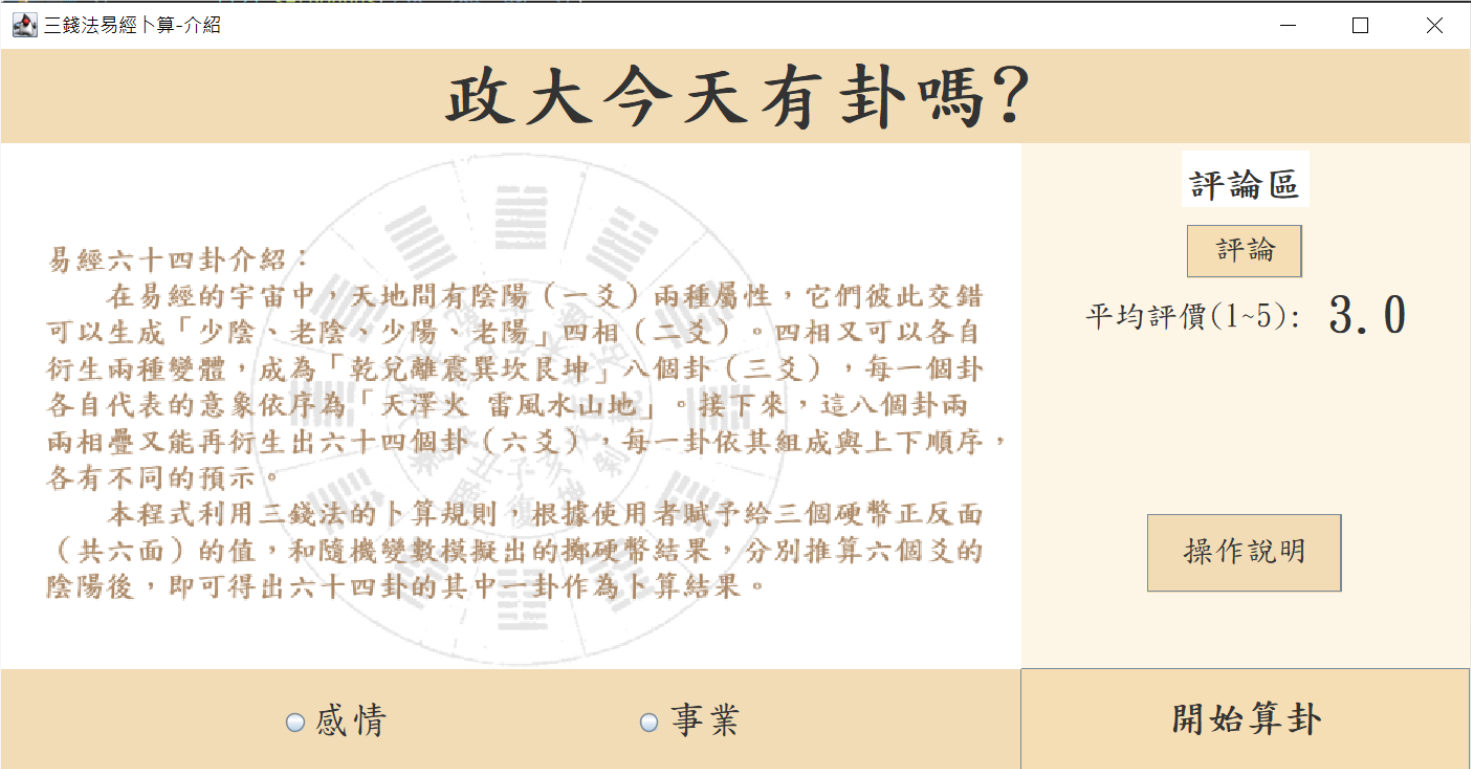 三錢法易經卜算-介紹
政大今天有卦嗎?
易經六十四卦介紹：
在易經的宇宙中，天地間有陰陽（一爻）兩種屬性，它們彼此交錯
可以生成「少陰、老陰、少陽、老陽」四相（二爻）。四相又可以各自
衍生兩種變體，成為「乾兌離震巽坎艮坤」八個卦（三爻），每一個卦
各自代表的意象依序為「天澤火 雷風水山地」。接下來，這八個卦兩
兩相疊又能再衍生出六十四個卦（六爻），每一卦依其組成與上下順序，
各有不同的預示。
本程式利用三錢法的卜算規則，根據使用者賦予給三個硬幣正反面
（共六面）的值，和隨機變數模擬出的擲硬幣結果，分別推算六個爻的
陰陽後，即可得出六十四卦的其中一卦作為卜算結果。
評論區
評論
平均評價(1~5): 3.0
操作說明
感情
事業
開始算卦